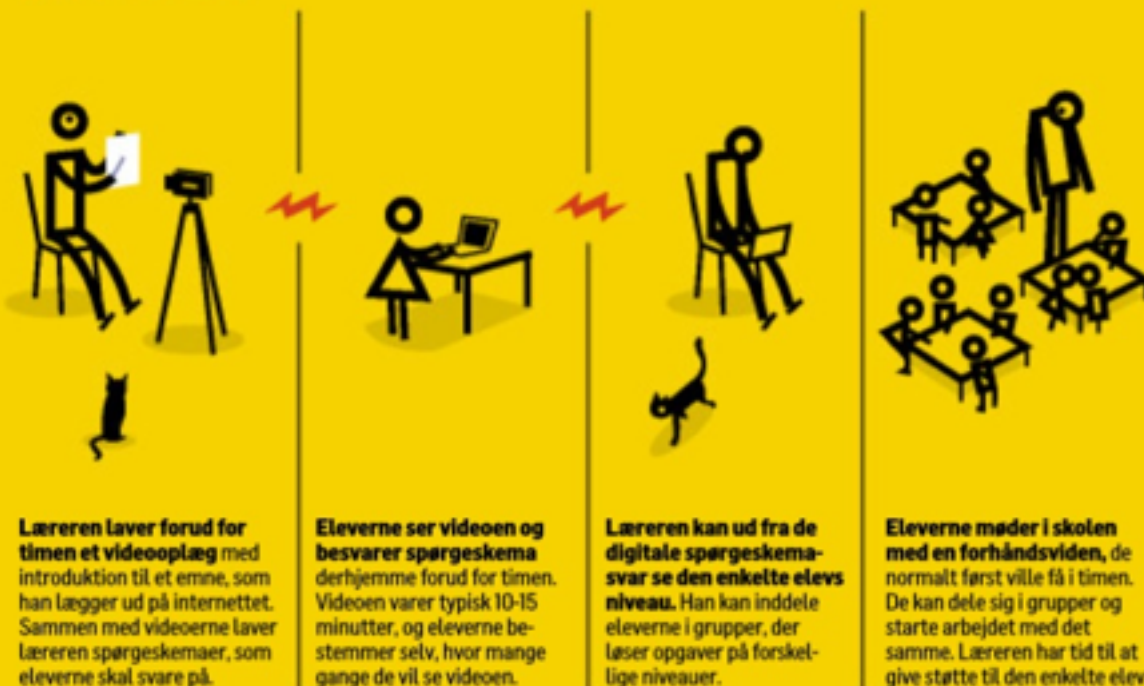 Læreren laver forud for
timen et videooplæg med
introduktion til et emne, som
han lægger ud på internettet.
Sammen med videoerne laver
læreren spørgeskemaer, som
eleverne skal svare på.
Eleverne ser videoen og
besvarer spørgeskema
derhjemme forud for timen.
Videoen varer typisk 10-15
minutter, og eleverne be-
stemmer selv, hvor mange
gange de vil se videoen.
Læreren kan ud fra de
digitale spørgeskema-
svar se den enkelte elevs
niveau. Han kan inddele
eleverne i grupper, der
løser opgaver på forskel-
lige niveauer.
Eleverne møder i skolen
med en forhåndsviden, de
normalt først ville få i timen.
De kan dele sig i grupper og
starte arbejdet med det
samme. Læreren har tid til at
give støtte til den enkelte elev